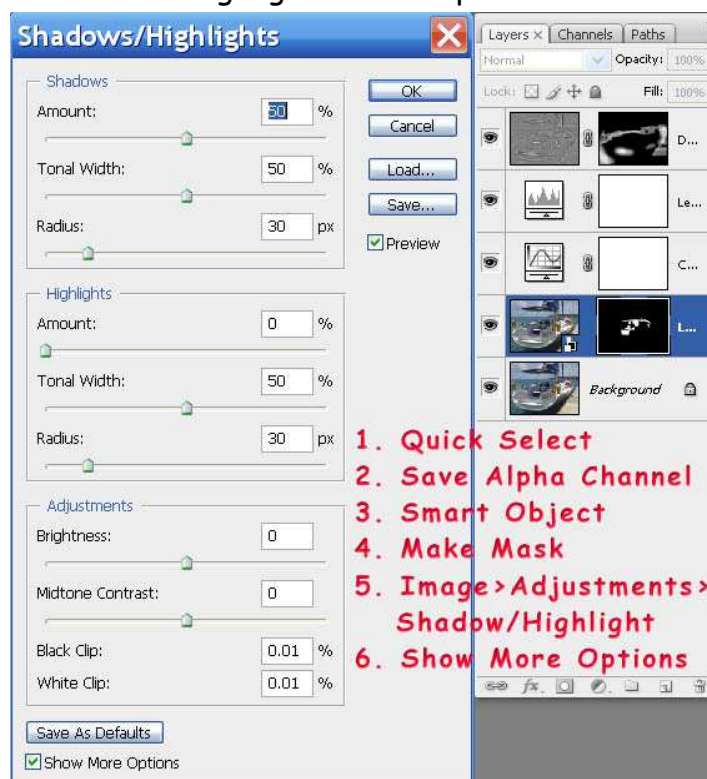 Shadows/Highlights
Shadows
Amount: 50 %
Tonal Width: 50 %
Radius: 30 px
Highlights
Amount: 0 %
Tonal Width: 50 %
Radius: 30 px
Adjustments
Brightness: 0
Midtone Contrast: 0
Black Clip: 0.01 %
White Clip: 0.01 %
Save As Defaults
Show More Options
OK
Cancel
Load...
Save...
Preview
Layers × Channels Paths
Normal Opacity: 100%
Lock: Fill: 100%
D...
Le...
C...
L...
Background
1. Quick Select
2. Save Alpha Channel
3. Smart Object
4. Make Mask
5. Image>Adjustments>
Shadow/Highlight
6. Show More Options
fx.